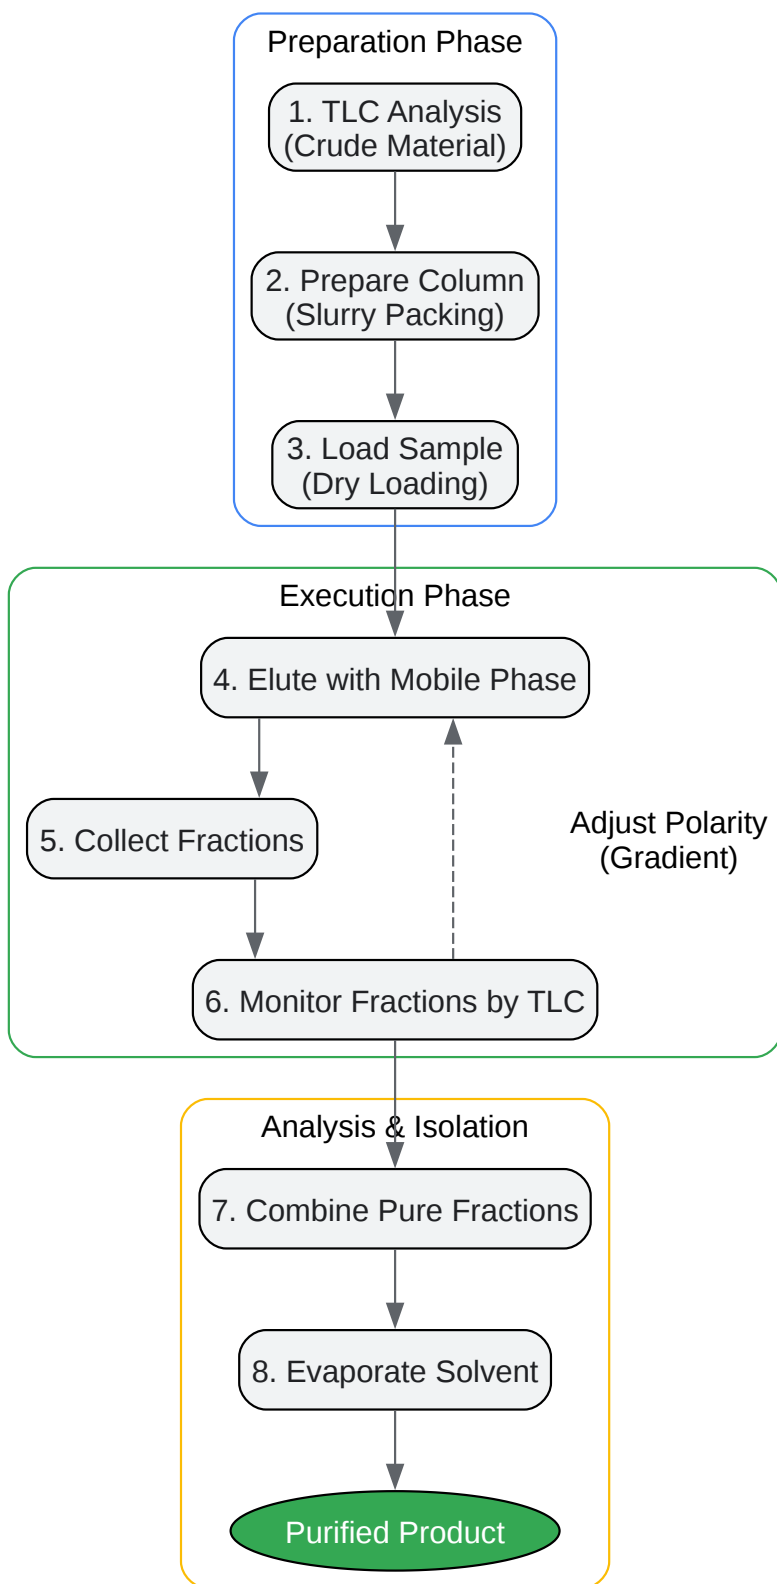 Preparation Phase
1. TLC Analysis
(Crude Material)
2. Prepare Column
(Slurry Packing)
3. Load Sample
(Dry Loading)
Execution Phase
4. Elute with Mobile Phase
5. Collect Fractions
Adjust Polarity
(Gradient)
6. Monitor Fractions by TLC
Analysis & Isolation
7. Combine Pure Fractions
8. Evaporate Solvent
Purified Product